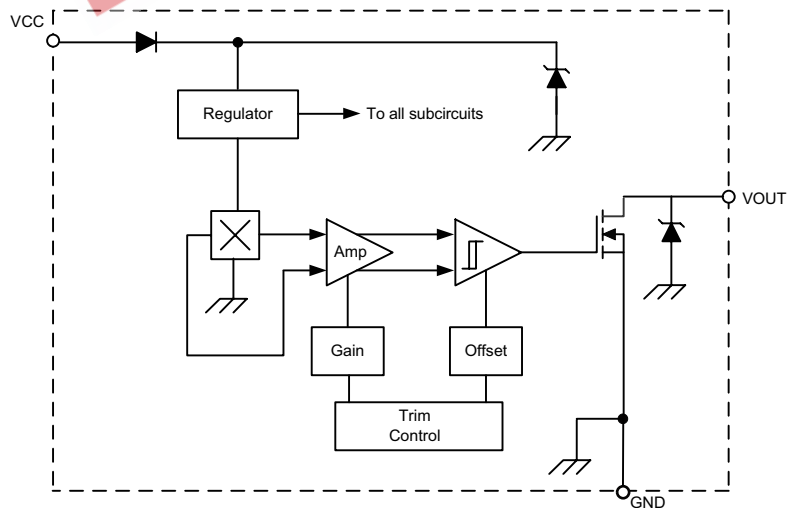 VCC
Regulator
To all subcircuits
VOUT
Amp
Gain
Offset
Trim
Control
GND